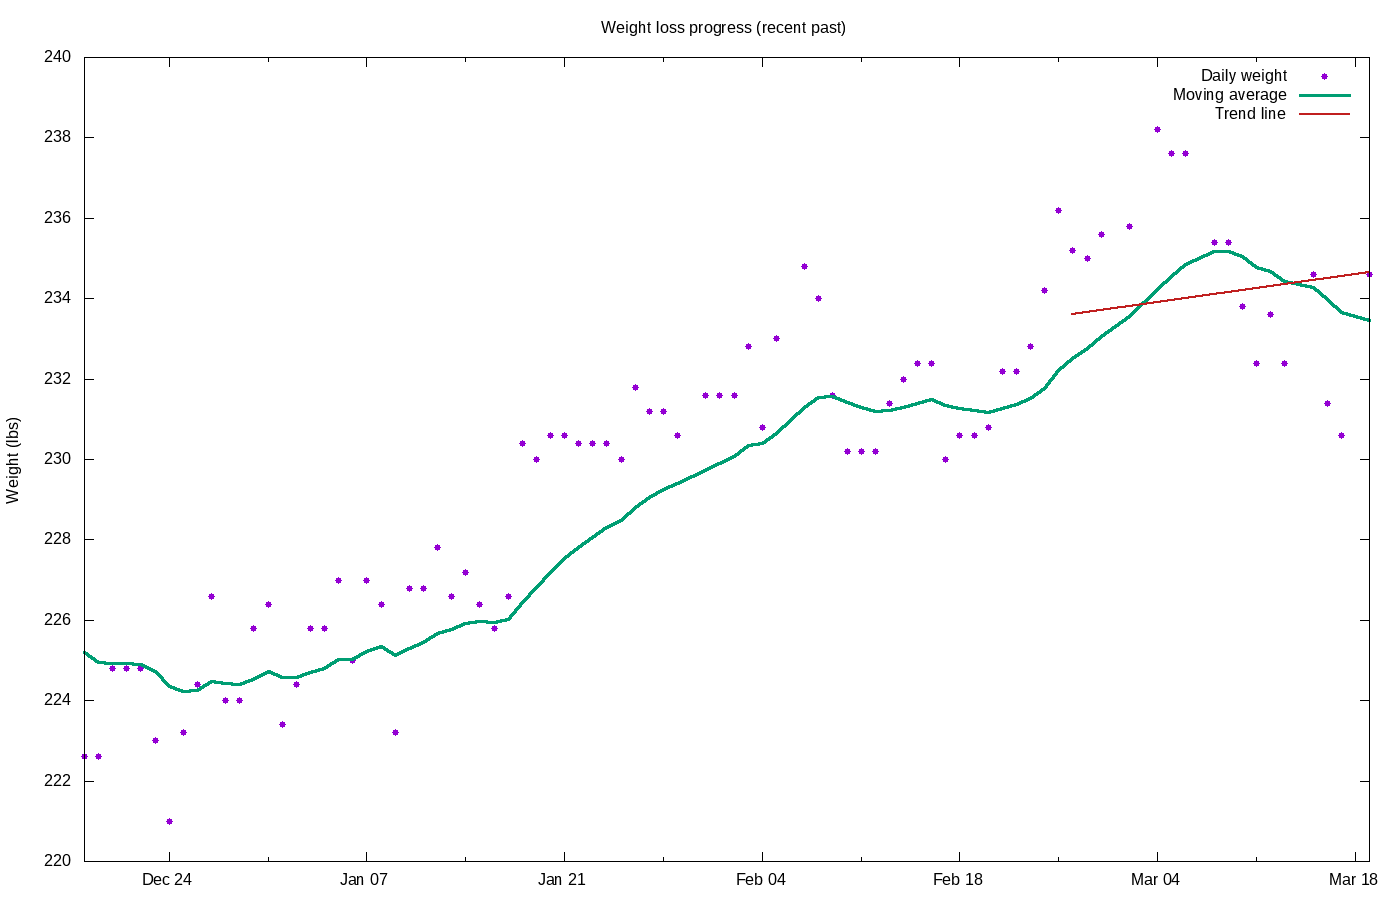 Weight loss progress (recent past)
240
238
236
234
232
230
228
226
224
222
220
Weight (lbs)
Daily weight
Moving average
Trend line
Dec 24
Jan 07
Jan 21
Feb 04
Feb 18
Mar 04
Mar 18